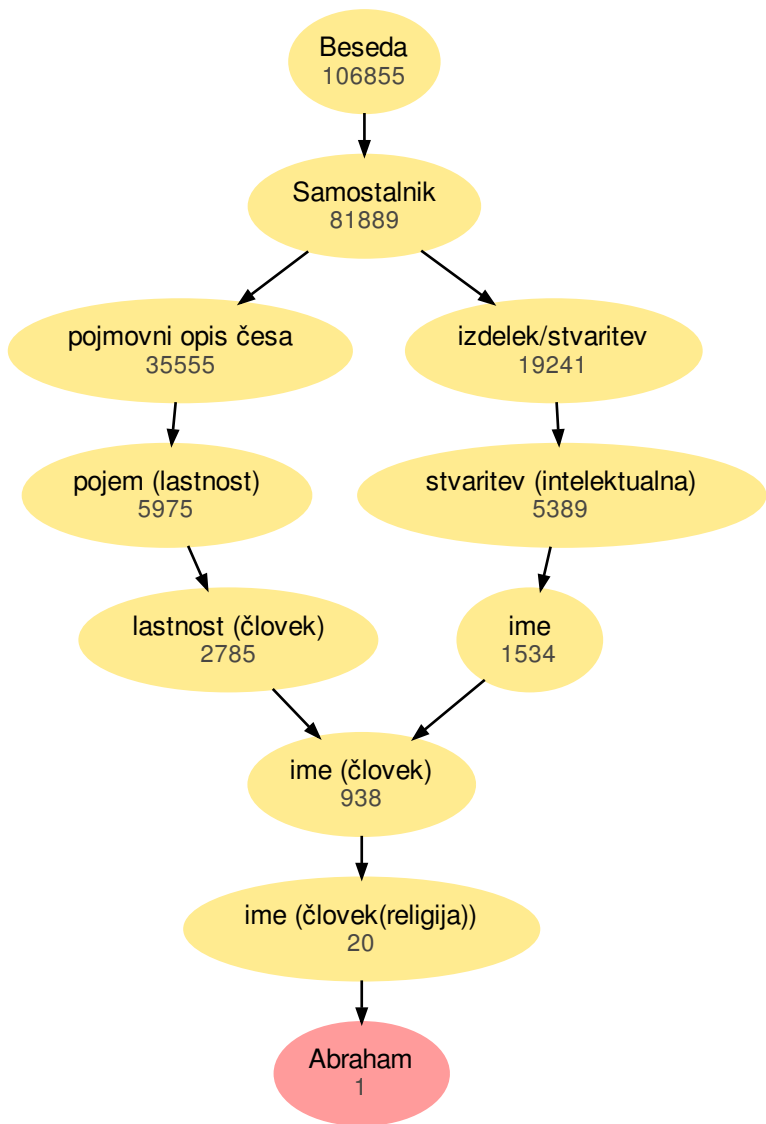 Beseda
106855
Samostalnik
81889
pojmovni opis česa
35555
izdelek/stvaritev
19241
pojem (lastnost)
5975
stvaritev (intelektualna)
5389
lastnost (človek)
2785
ime
1534
ime (človek)
938
ime (človek(religija))
20
Abraham
1